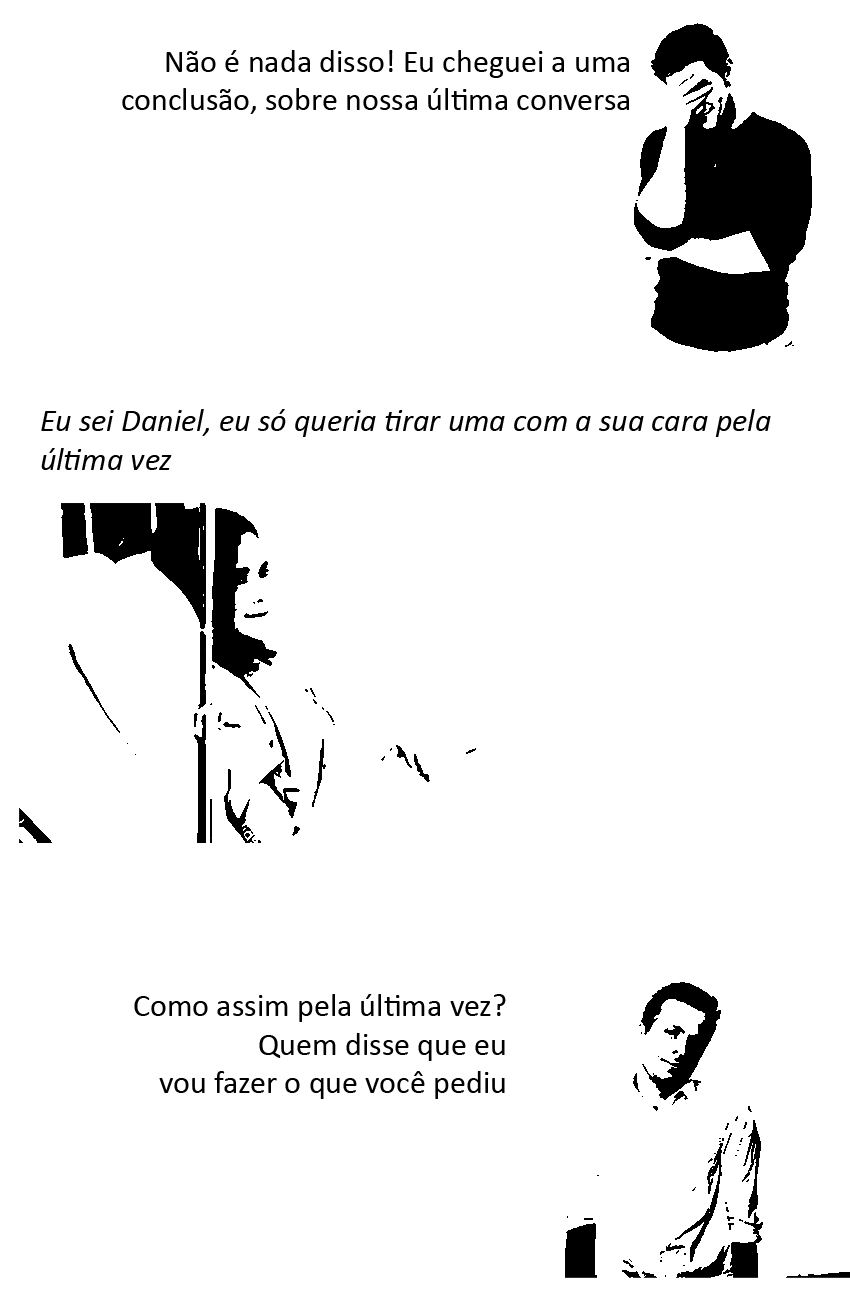 Não é nada disso! Eu cheguei a uma
conclusão, sobre nossa última conversa
Eu sei Daniel, eu só queria tirar uma com a sua cara pela
última vez
Como assim pela última vez?
Quem disse que eu
vou fazer o que você pediu